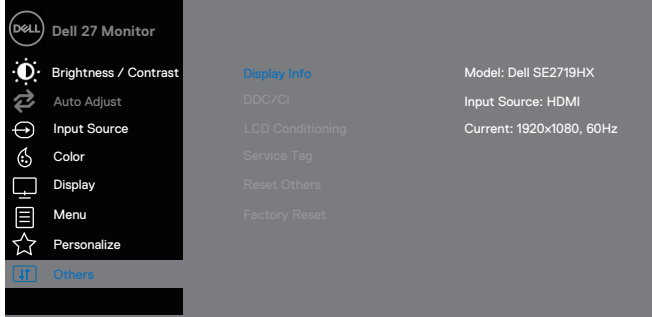 DELL Dell 27 Monitor
Brightness / Contrast
Auto Adjust
Input Source
Color
Display
Menu
Personalize
Others
Display Info
DDC/CI
LCD Conditioning
Service Tag
Reset Others
Factory Reset
Model: Dell SE2719HX
Input Source: HDMI
Current: 1920x1080, 60Hz